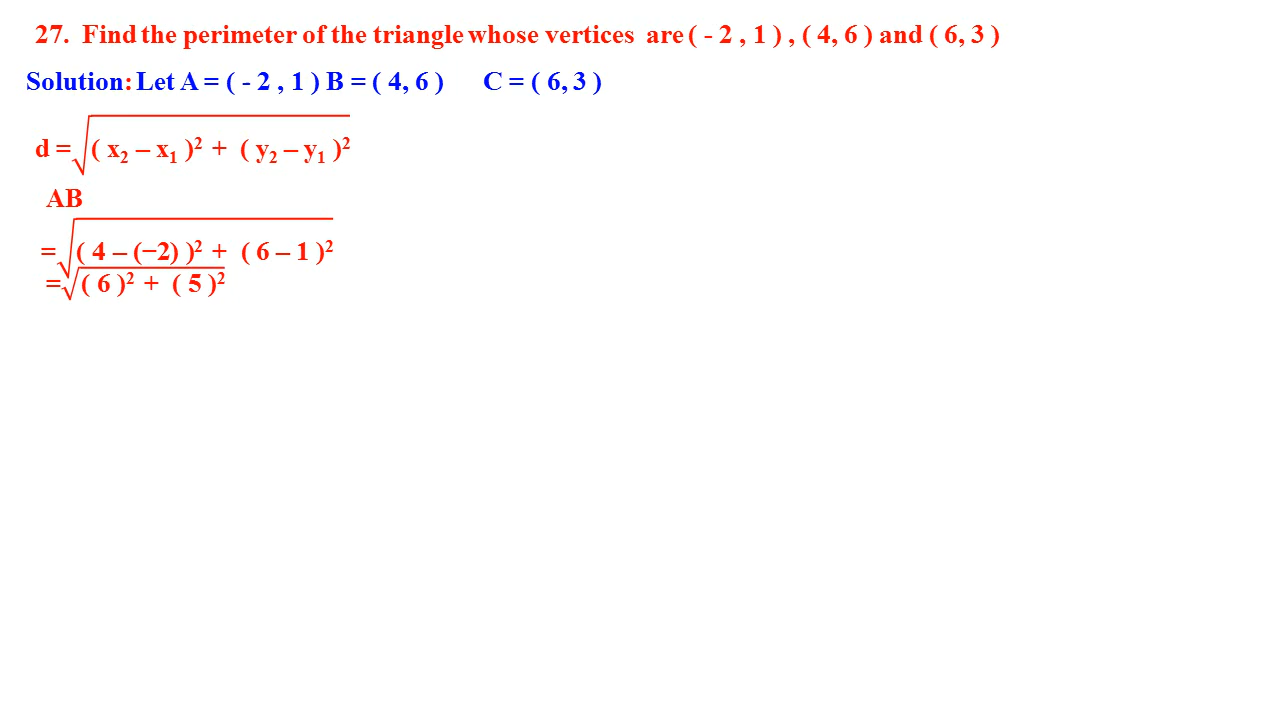 27. Find the perimeter of the triangle whose vertices are ( - 2 , 1 ) , ( 4, 6 ) and ( 6, 3 )
Solution: Let A = ( - 2 , 1 ) B = ( 4, 6 ) C = ( 6, 3 )
d = √( x₂ – x₁ )² + ( y₂ – y₁ )²
AB
= √( 4 – (−2) )² + ( 6 – 1 )²
= √( 6 )² + ( 5 )²